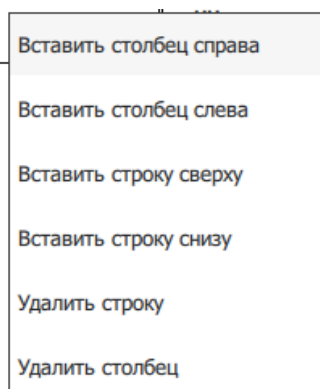 Вставить столбец справа
Вставить столбец слева
Вставить строку сверху
Вставить строку снизу
Удалить строку
Удалить столбец